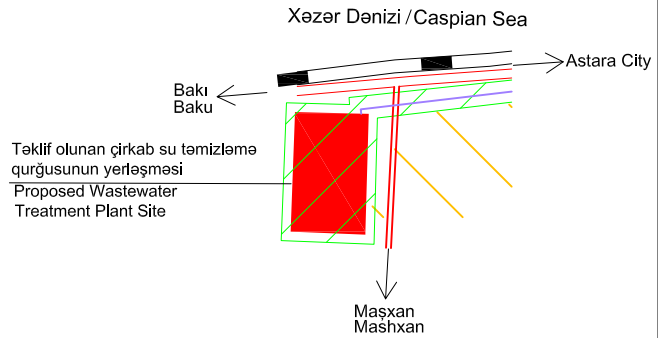 Xəzər Dənizi /Caspian Sea
Astara City
Bakı
Baku
Təklif olunan çirkab su təmizləmə
qurğusunun yerləşməsi
Proposed Wastewater
Treatment Plant Site
Maşxan
Mashxan